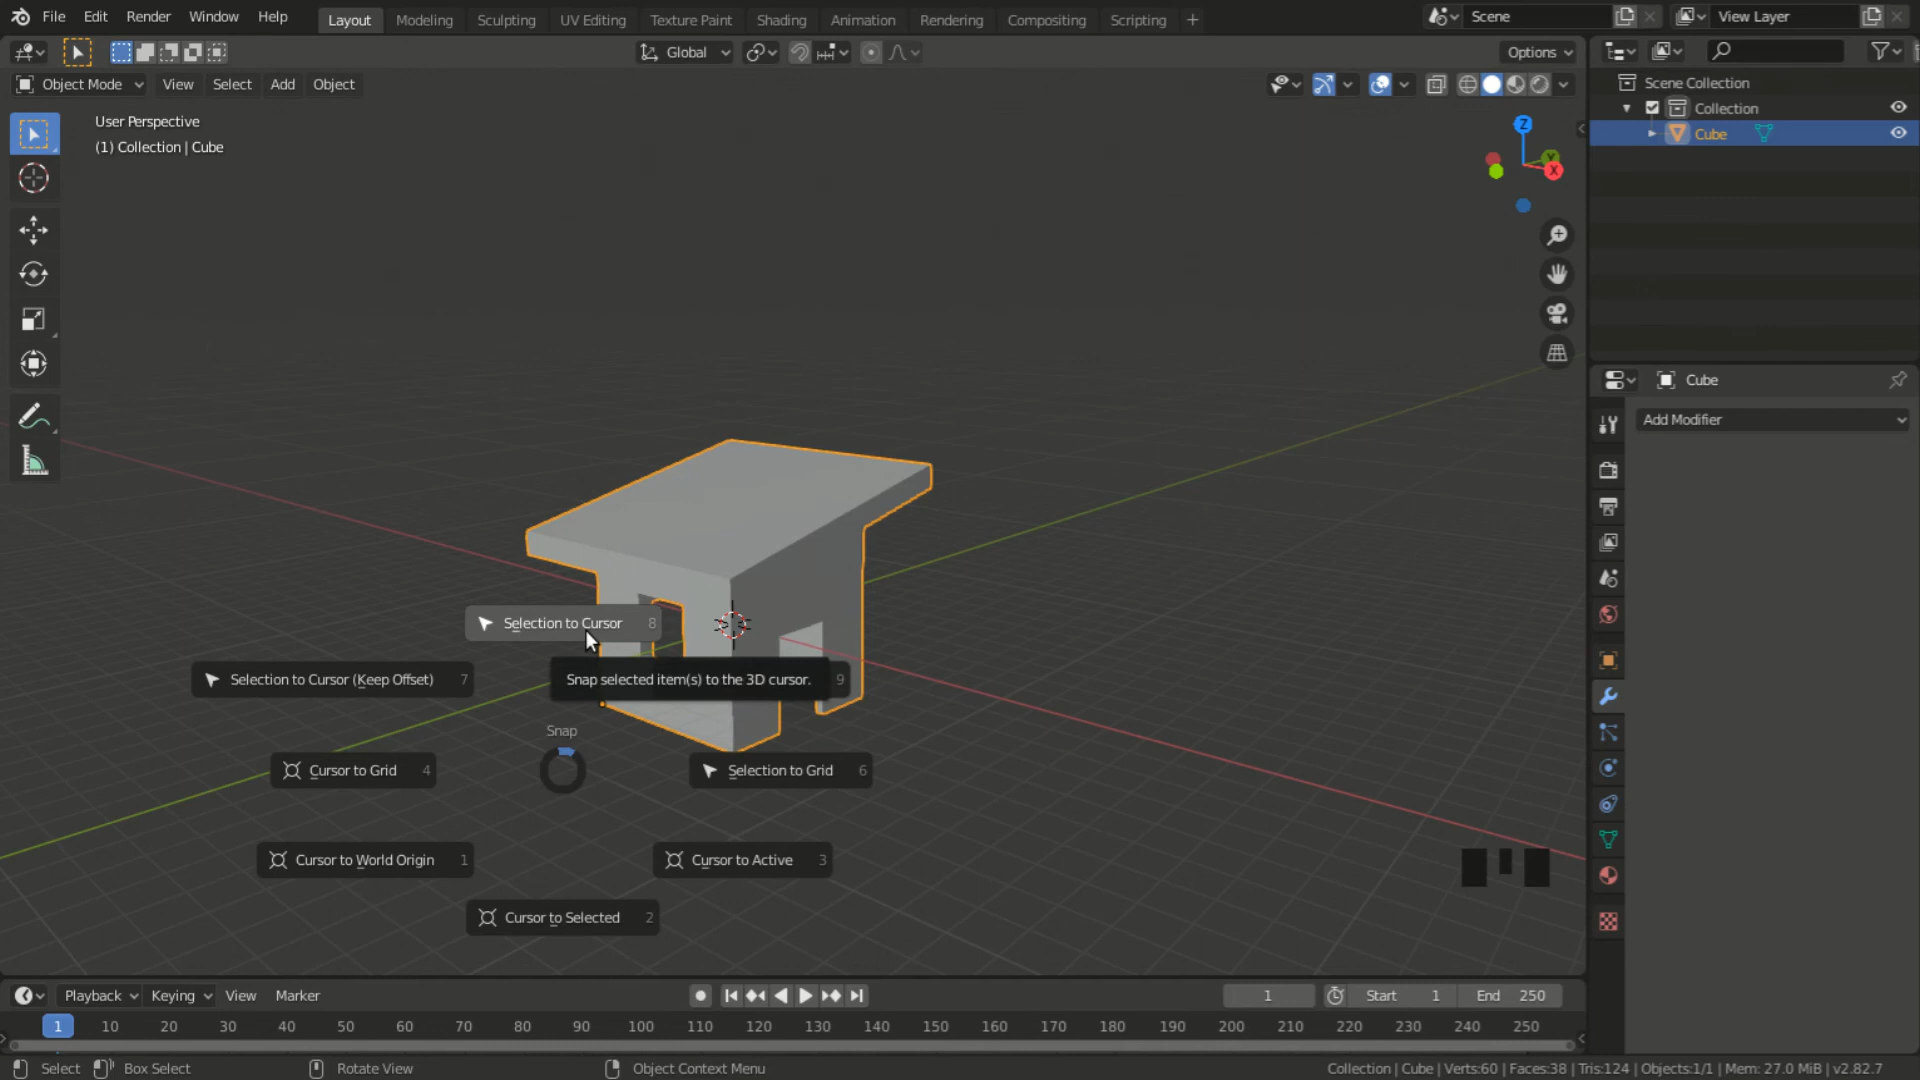 File Edit Render Window Help
Layout Modeling Sculpting UV Editing Texture Paint Shading Animation Rendering Compositing Scripting +
Scene
View Layer
Global
Options
Object Mode View Select Add Object
User Perspective
(1) Collection | Cube
Z
Y
X
Scene Collection
Collection
Cube
Cube
Add Modifier
Selection to Cursor 8
Selection to Cursor (Keep Offset) 7
Snap selected item(s) to the 3D cursor. 9
Snap
Cursor to Grid 4
Selection to Grid 6
Cursor to World Origin 1
Cursor to Active 3
Cursor to Selected 2
Playback Keying View Marker
1
Start 1
End 250
1 10 20 30 40 50 60 70 80 90 100 110 120 130 140 150 160 170 180 190 200 210 220 230 240 250
Select Box Select Rotate View Object Context Menu
Collection | Cube | Verts:60 | Faces:38 | Tris:124 | Objects:1/1 | Mem: 27.0 MiB | v2.82.7